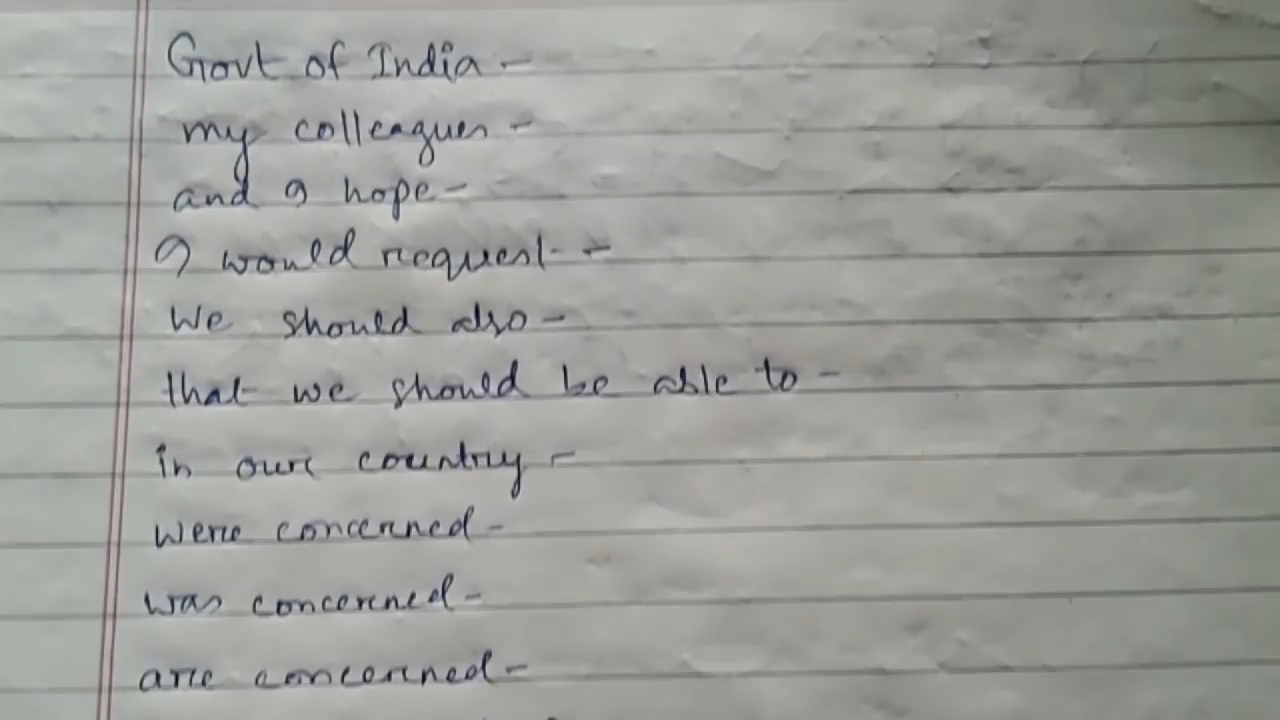 Govt of India -
my colleagues -
and I hope -
I would request -
We should also -
that we should be able to -
in our country -
were concerned -
was concerned -
are concerned -